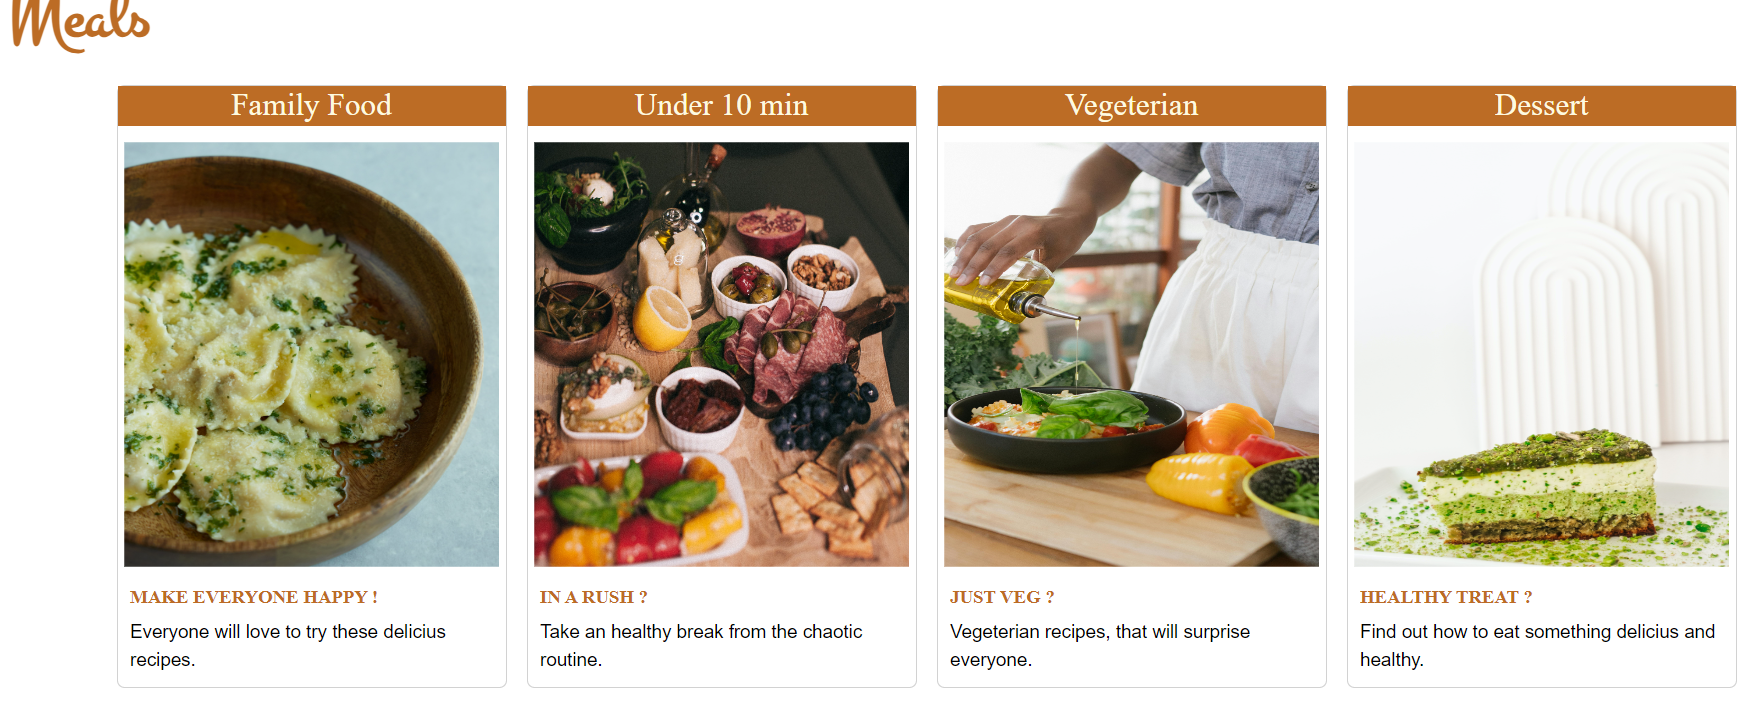 Meals
Family Food
Under 10 min
Vegeterian
Dessert
MAKE EVERYONE HAPPY !
Everyone will love to try these delicius
recipes.
IN A RUSH ?
Take an healthy break from the chaotic
routine.
JUST VEG ?
Vegeterian recipes, that will surprise
everyone.
HEALTHY TREAT ?
Find out how to eat something delicius and
healthy.